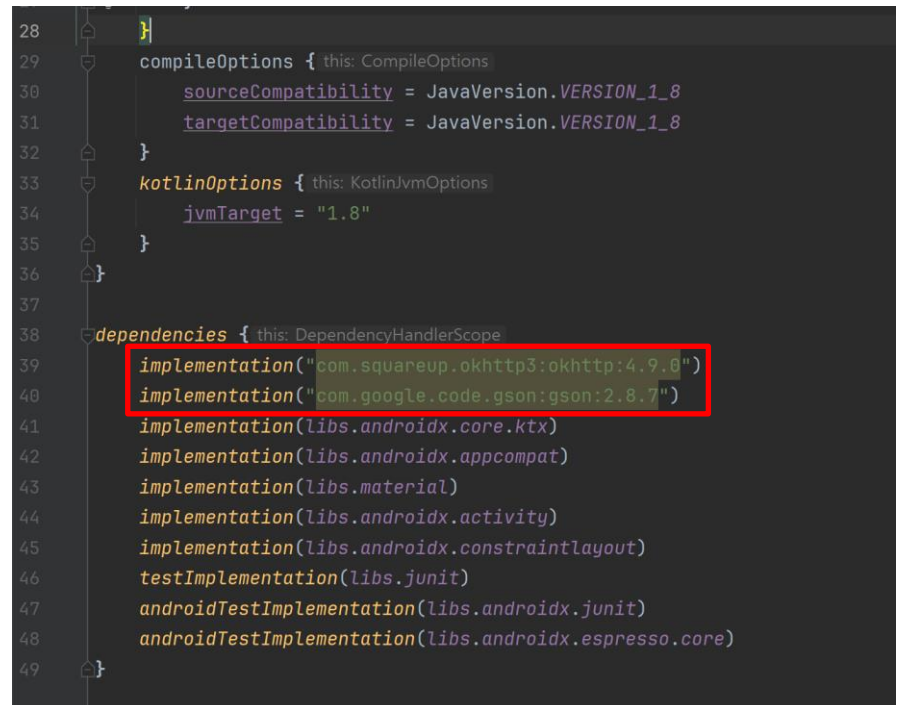 28 }
29 compileOptions { this: CompileOptions
30 sourceCompatibility = JavaVersion.VERSION_1_8
31 targetCompatibility = JavaVersion.VERSION_1_8
32 }
33 kotlinOptions { this: KotlinJvmOptions
34 jvmTarget = "1.8"
35 }
36 }
37
38 dependencies { this: DependencyHandlerScope
39 implementation("com.squareup.okhttp3:okhttp:4.9.0")
40 implementation("com.google.code.gson:gson:2.8.7")
41 implementation(libs.androidx.core.ktx)
42 implementation(libs.androidx.appcompat)
43 implementation(libs.material)
44 implementation(libs.androidx.activity)
45 implementation(libs.androidx.constraintlayout)
46 testImplementation(libs.junit)
47 androidTestImplementation(libs.androidx.junit)
48 androidTestImplementation(libs.androidx.espresso.core)
49 }